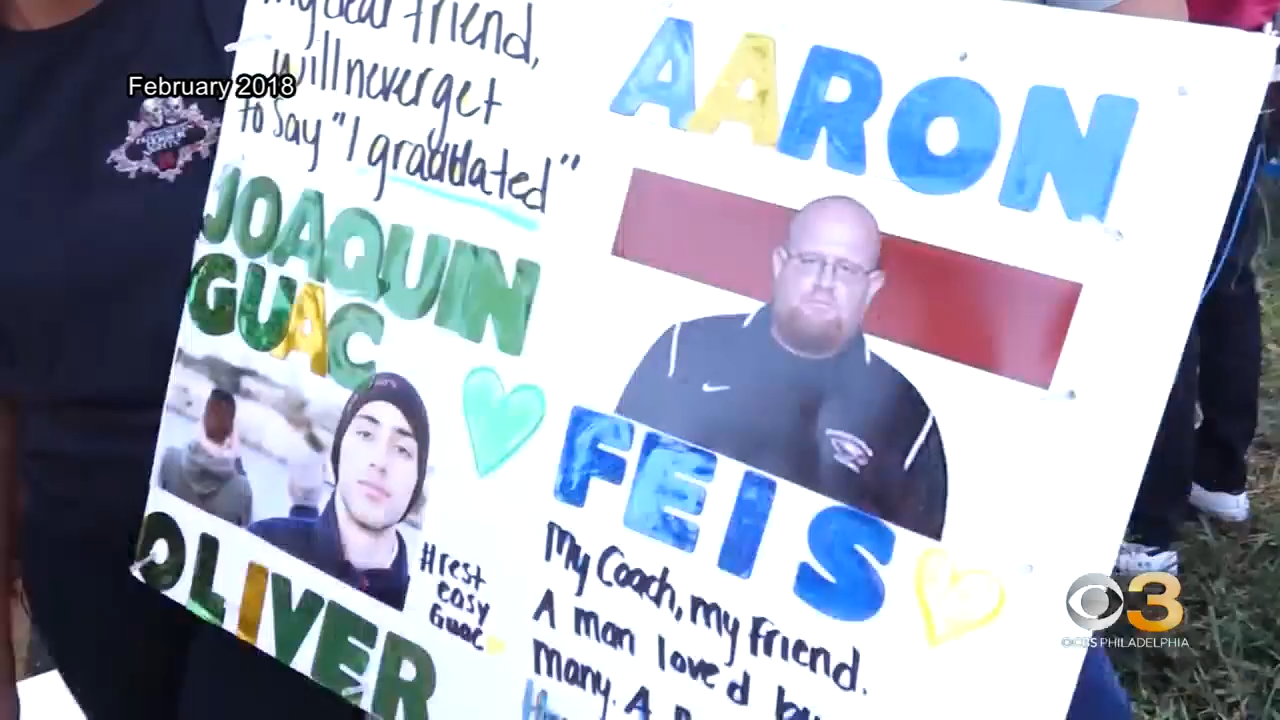 February 2018
my dear friend,
will never get
to say "I graduated"
JOAQUIN
GUAC
OLIVER
#rest
easy
Guac
AARON
FEIS
My Coach, my friend.
A man loved by
many. A
CBS 3
CBS PHILADELPHIA